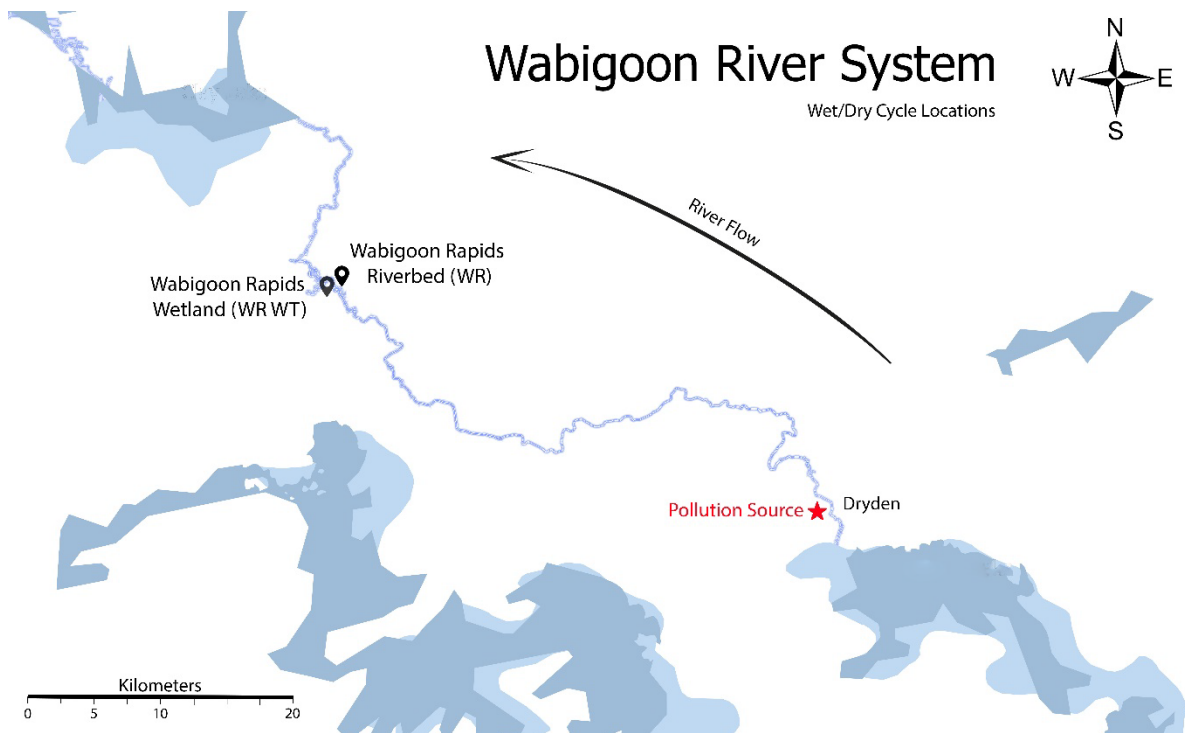 Wabigoon River System
Wet/Dry Cycle Locations
N
W E
S
River Flow
Wabigoon Rapids
Riverbed (WR)
Wabigoon Rapids
Wetland (WR WT)
Pollution Source
Dryden
Kilometers
0 5 10 20